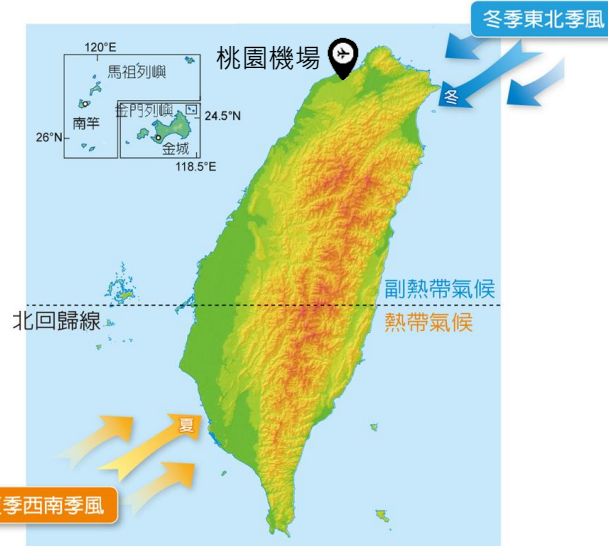 冬季東北季風
120°E
桃園機場
馬祖列嶼
冬
南竿
金門列嶼
24.5°N
26°N
金城
118.5°E
副熱帶氣候
北回歸線
熱帶氣候
夏
季西南季風